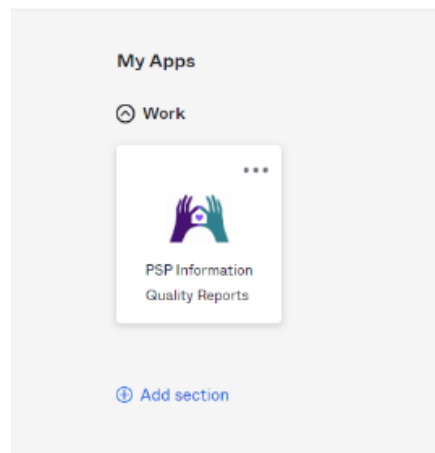 My Apps
Work
PSP Information
Quality Reports
Add section